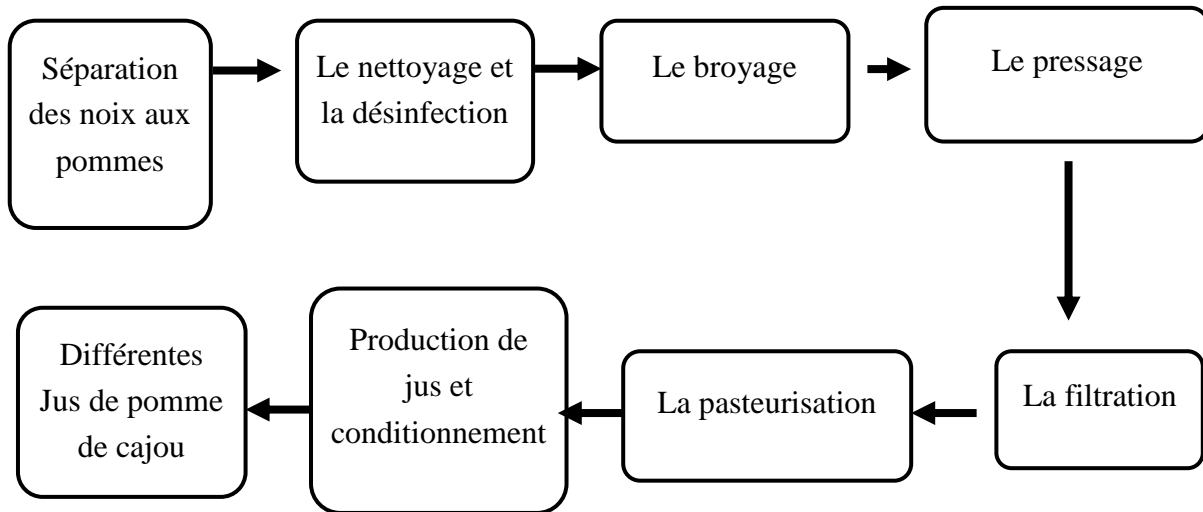 Séparation
des noix aux
pommes
Le nettoyage et
la désinfection
Le broyage
Le pressage
La filtration
La pasteurisation
Production de
jus et
conditionnement
Différentes
Jus de pomme
de cajou